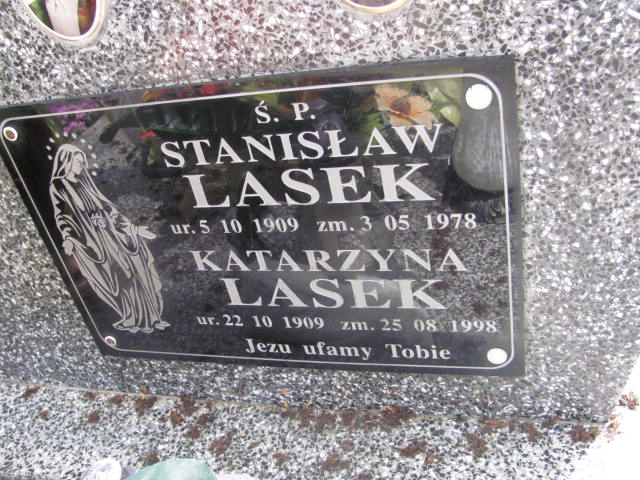 Ś. P.
STANISŁAW
LASEK
ur. 5 10 1909 zm. 3 05 1978
KATARZYNA
LASEK
ur. 22 10 1909 zm. 25 08 1998
Jezu ufamy Tobie